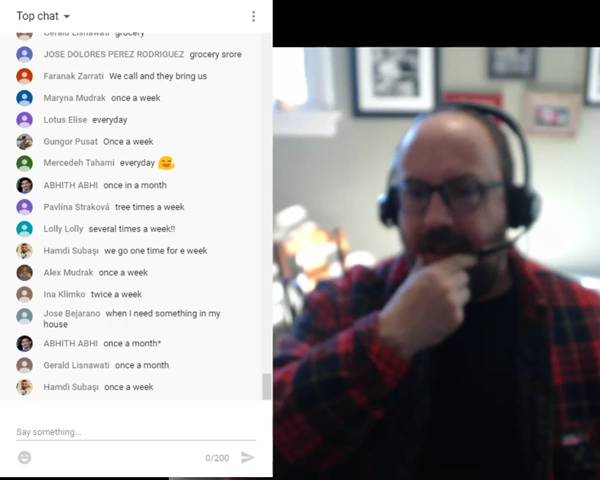 Top chat
Gerald Lisnawati grocery
JOSE DOLORES PEREZ RODRIGUEZ grocery srore
Faranak Zarrati We call and they bring us
Maryna Mudrak once a week
Lotus Elise everyday
Gungor Pusat Once a week
Mercedeh Tahami everyday
ABHITH ABHI once in a month
Pavlína Straková tree times a week
Lolly Lolly several times a week!!
Hamdi Subaşı we go one time for e week
Alex Mudrak once a week
Ina Klimko twice a week
Jose Bejarano when I need something in my
house
ABHITH ABHI once a month*
Gerald Lisnawati once a month
Hamdi Subaşı once a week
Say something...
0/200